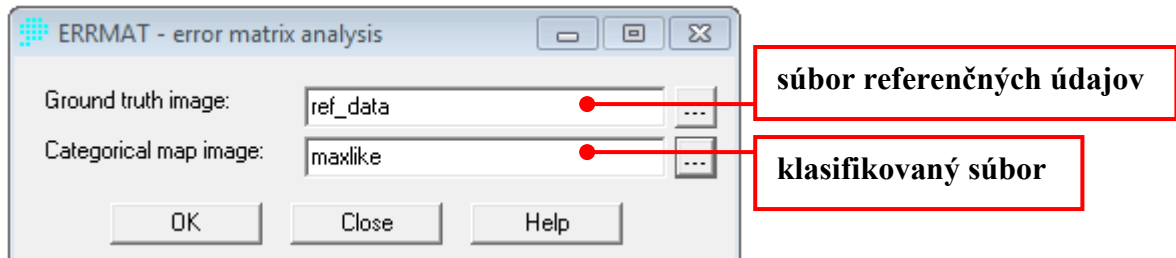 ERRMAT - error matrix analysis
Ground truth image:
ref_data
...
Categorical map image:
maxlike
...
OK
Close
Help
súbor referenčných údajov
klasifikovaný súbor